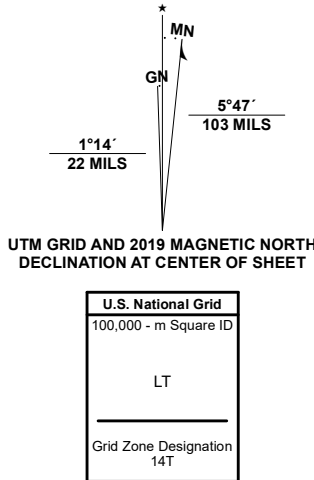 ★
MN
GN
5°47´
103 MILS
1°14´
22 MILS
UTM GRID AND 2019 MAGNETIC NORTH
DECLINATION AT CENTER OF SHEET
U.S. National Grid
100,000 - m Square ID
LT
Grid Zone Designation
14T